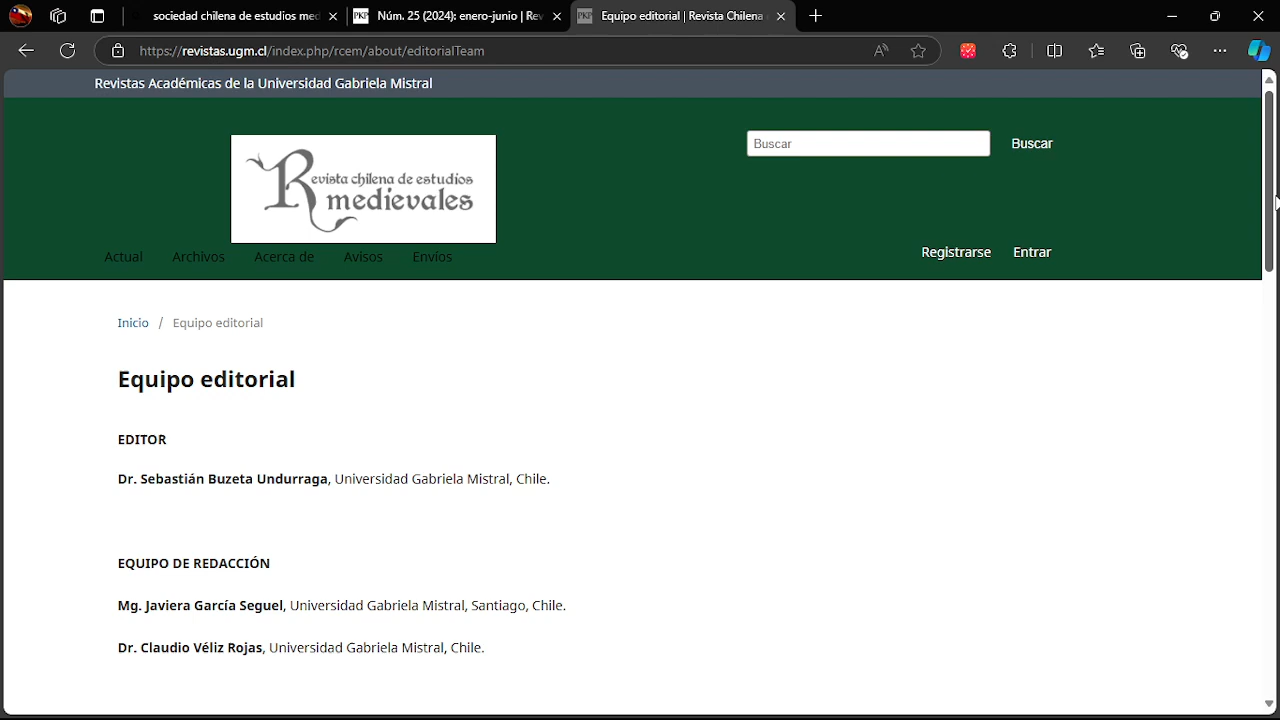 sociedad chilena de estudios med
PKP Núm. 25 (2024): enero-junio | Rev
PKP Equipo editorial | Revista Chilena
https://revistas.ugm.cl/index.php/rcem/about/editorialTeam
Revistas Académicas de la Universidad Gabriela Mistral
Revista chilena de estudios
medievales
Buscar
Buscar
Actual
Archivos
Acerca de
Avisos
Envíos
Registrarse
Entrar
Inicio / Equipo editorial
Equipo editorial
EDITOR
Dr. Sebastián Buzeta Undurraga, Universidad Gabriela Mistral, Chile.
EQUIPO DE REDACCIÓN
Mg. Javiera García Seguel, Universidad Gabriela Mistral, Santiago, Chile.
Dr. Claudio Véliz Rojas, Universidad Gabriela Mistral, Chile.